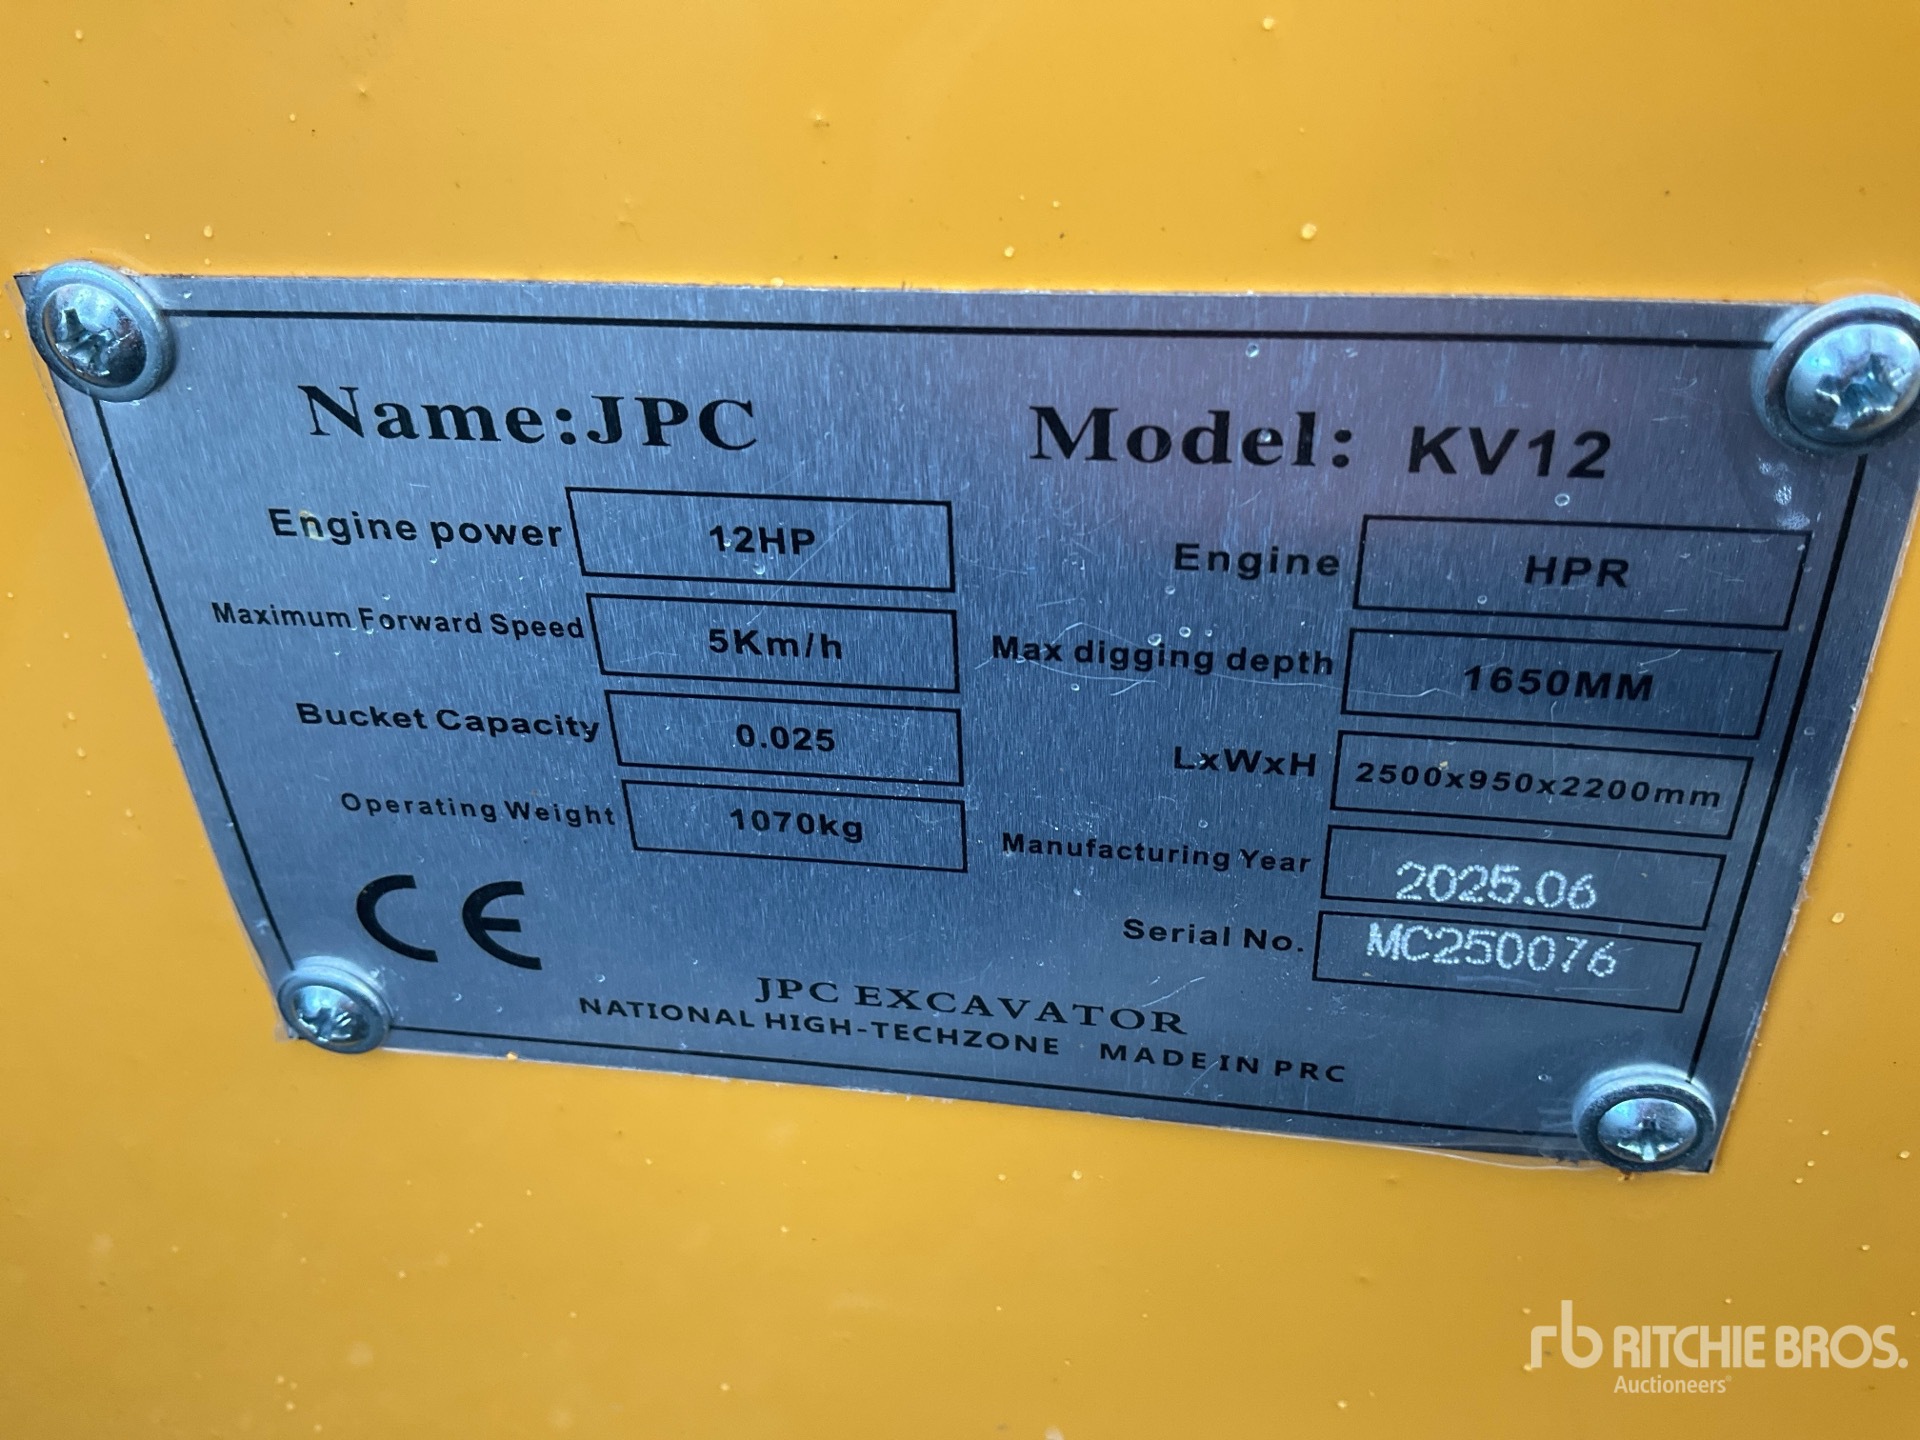 Name:JPC Model: KV12
Engine power 12HP Engine HPR
Maximum Forward Speed 5Km/h Max digging depth 1650MM
Bucket Capacity 0.025 LxWxH 2500x950x2200mm
Operating Weight 1070kg Manufacturing Year 2025.06
CE Serial No. MC250076
JPC EXCAVATOR
NATIONAL HIGH-TECHZONE MADE IN PRC
rb RITCHIE BROS.
Auctioneers